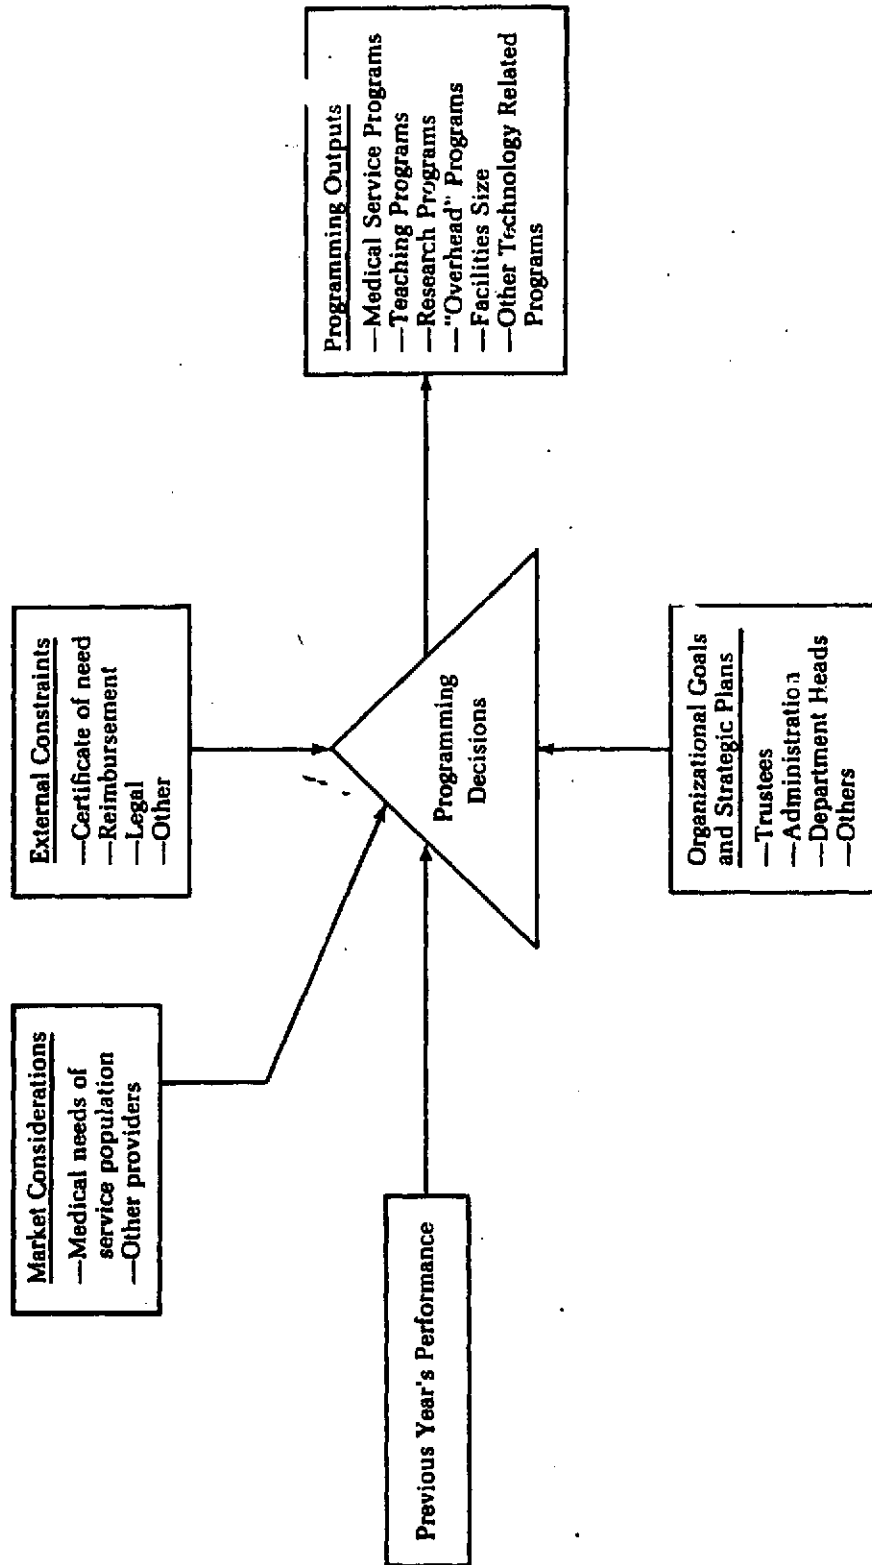 Market Considerations
—Medical needs of
service population
—Other providers
External Constraints
—Certificate of need
—Reimbursement
—Legal
—Other
Previous Year's Performance
Programming
Decisions
Programming Outputs
—Medical Service Programs
—Teaching Programs
—Research Programs
—"Overhead" Programs
—Facilities Size
—Other Technology Related
Programs
Organizational Goals
and Strategic Plans
—Trustees
—Administration
—Department Heads
—Others